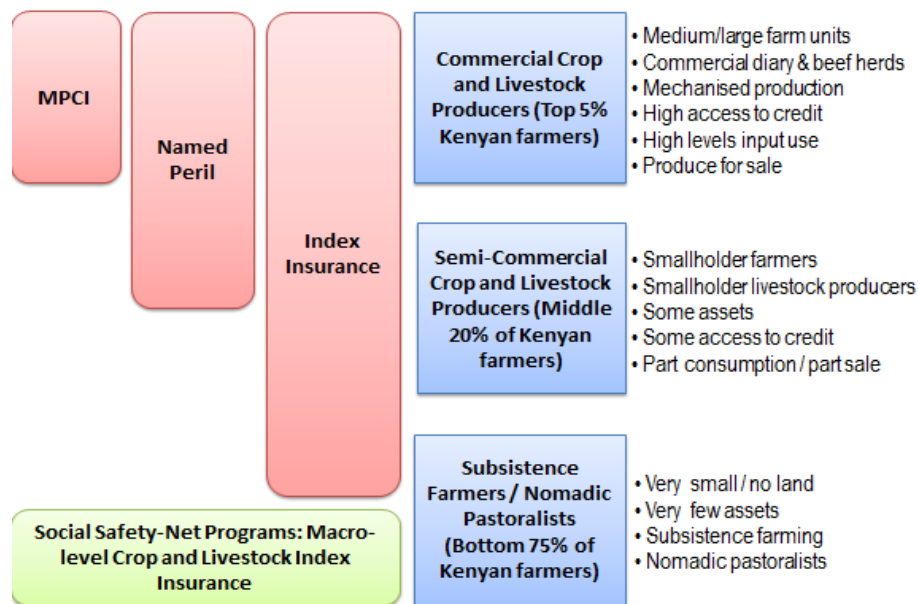 MPCI
Named
Peril
Index
Insurance
Commercial Crop
and Livestock
Producers (Top 5%
Kenyan farmers)
• Medium/large farm units
• Commercial diary & beef herds
• Mechanised production
• High access to credit
• High levels input use
• Produce for sale
Semi-Commercial
Crop and Livestock
Producers (Middle
20% of Kenyan
farmers)
• Smallholder farmers
• Smallholder livestock producers
• Some assets
• Some access to credit
• Part consumption / part sale
Social Safety-Net Programs: Macro-
level Crop and Livestock Index
Insurance
Subsistence
Farmers / Nomadic
Pastoralists
(Bottom 75% of
Kenyan farmers)
• Very small / no land
• Very few assets
• Subsistence farming
• Nomadic pastoralists